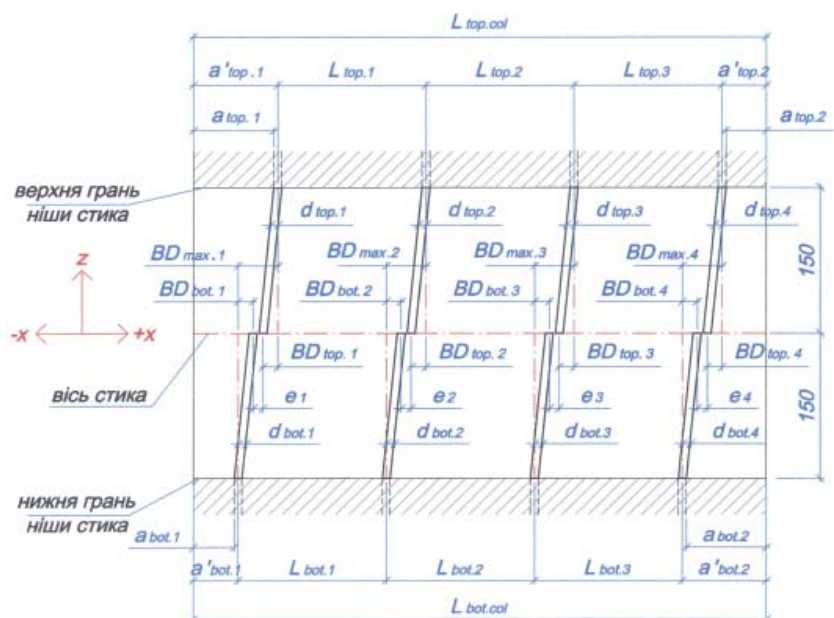 L top.col
a'top.1 L top.1 L top.2 L top.3 a'top.2
a top.1 a top.2
верхня грань
ніши стика
d top.1 d top.2 d top.3 d top.4
BD max.1 BD max.2 BD max.3 BD max.4
150
z
BD bot.1 BD bot.2 BD bot.3 BD bot.4
-x +x
BD top.1 BD top.2 BD top.3 BD top.4
вісь стика
e1 e2 e3 e4
150
d bot.1 d bot.2 d bot.3 d bot.4
нижня грань
ніши стика
a bot.1 a bot.2
a'bot.1 L bot.1 L bot.2 L bot.3 a'bot.2
L bot.col